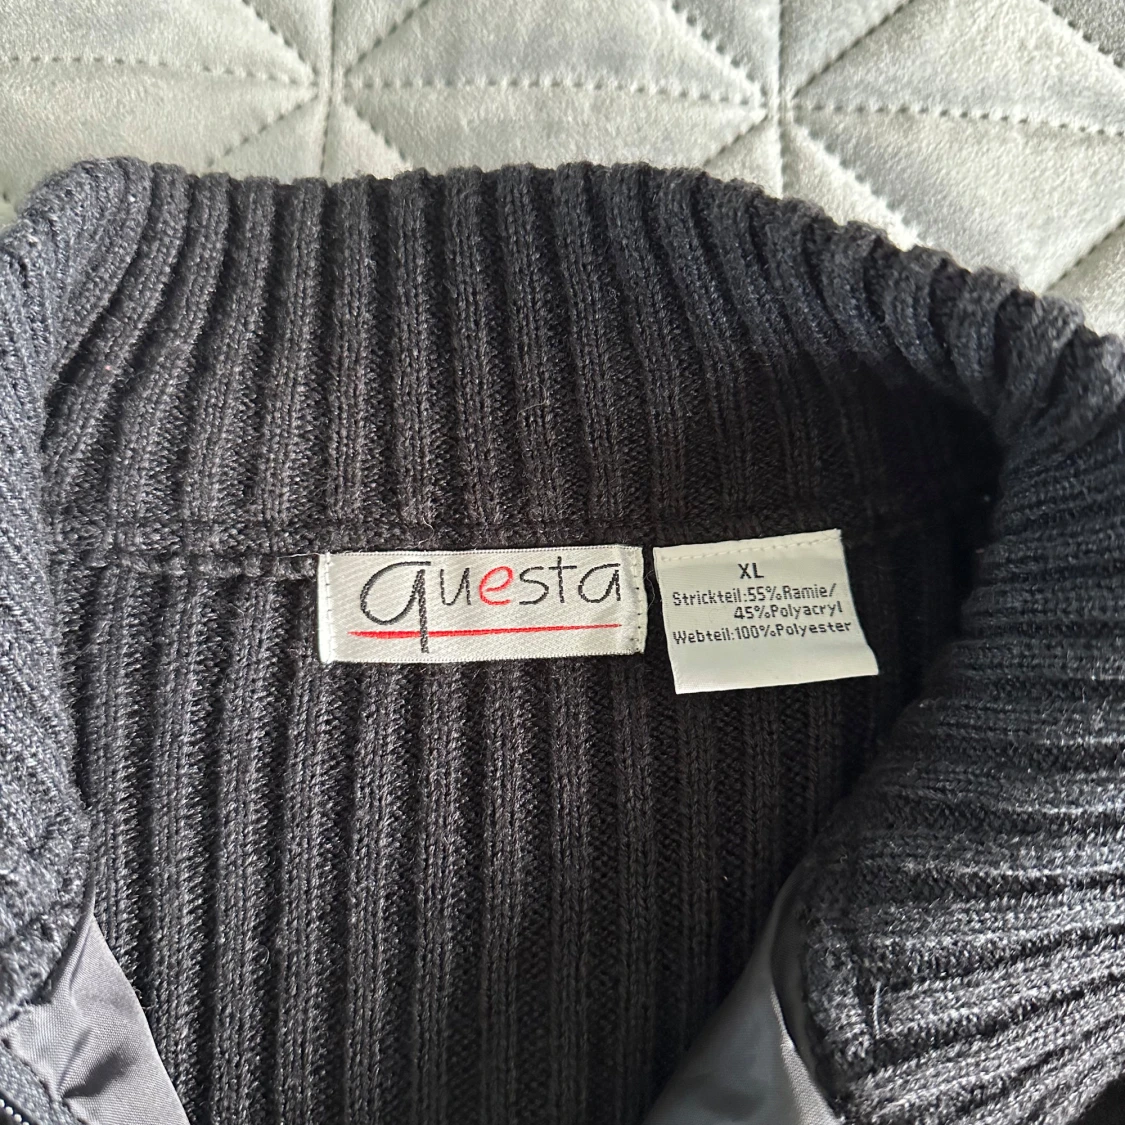 questa
XL
Strickteil:55%Ramie/
45%Polyacryl
Webteil:100%Polyester